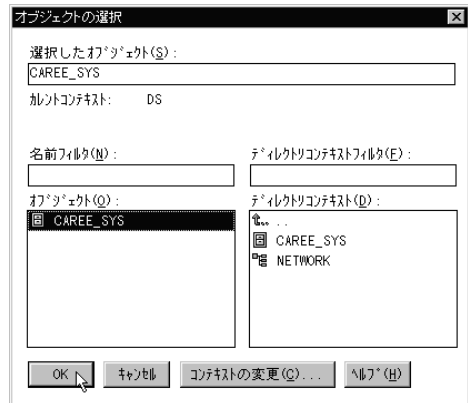 オブジェクトの選択
選択したｵﾌﾞｼﾞｪｸﾄ(S):
CAREE_SYS
ｶﾚﾝﾄｺﾝﾃｷｽﾄ: DS
名前ﾌｨﾙﾀ(N):
ﾃﾞｨﾚｸﾄﾘｺﾝﾃｷｽﾄﾌｨﾙﾀ(F):
ｵﾌﾞｼﾞｪｸﾄ(O):
CAREE_SYS
ﾃﾞｨﾚｸﾄﾘｺﾝﾃｷｽﾄ(D):
..
CAREE_SYS
NETWORK
OK ｷｬﾝｾﾙ ｺﾝﾃｷｽﾄの変更(C)... ﾍﾙﾌﾟ(H)